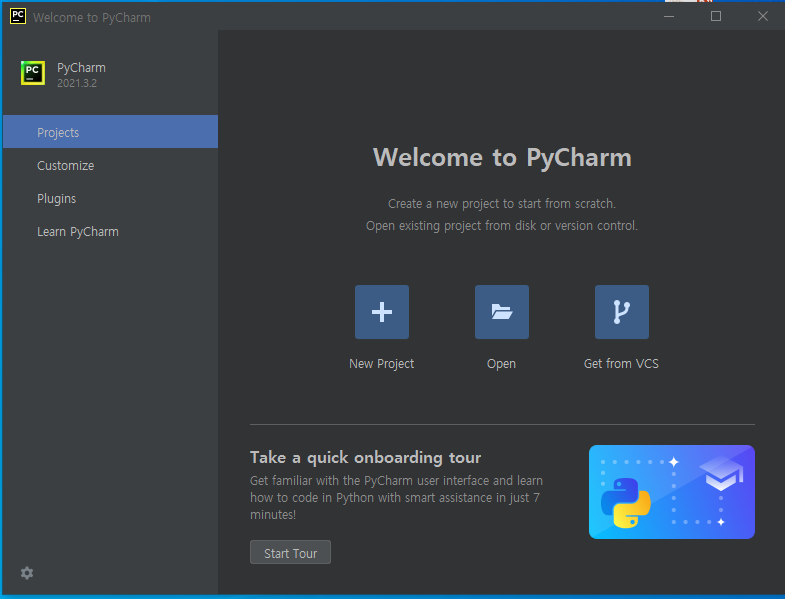 PC Welcome to PyCharm
PC PyCharm
2021.3.2
Projects
Customize
Plugins
Learn PyCharm
Welcome to PyCharm
Create a new project to start from scratch.
Open existing project from disk or version control.
New Project
Open
Get from VCS
Take a quick onboarding tour
Get familiar with the PyCharm user interface and learn
how to code in Python with smart assistance in just 7
minutes!
Start Tour